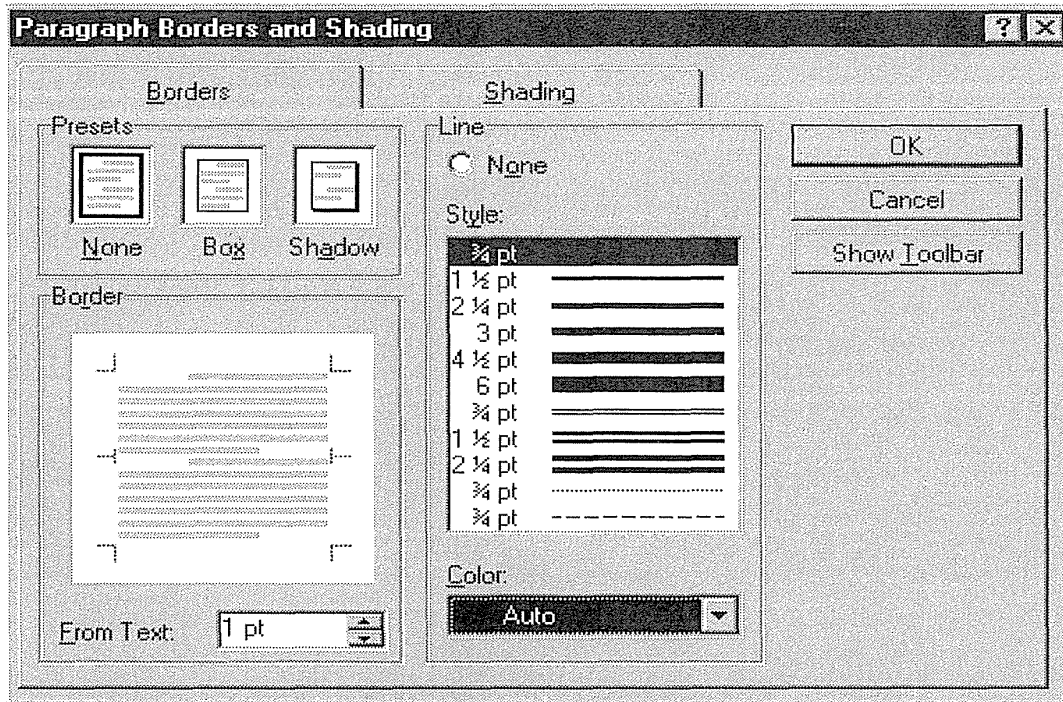 Paragraph Borders and Shading
Borders
Shading
Presets
None
Box
Shadow
Border
From Text: 1 pt
Line
None
Style:
¾ pt
1 ½ pt
2 ¼ pt
3 pt
4 ½ pt
6 pt
¾ pt
1 ½ pt
2 ¼ pt
¾ pt
¾ pt
Color:
Auto
OK
Cancel
Show Toolbar